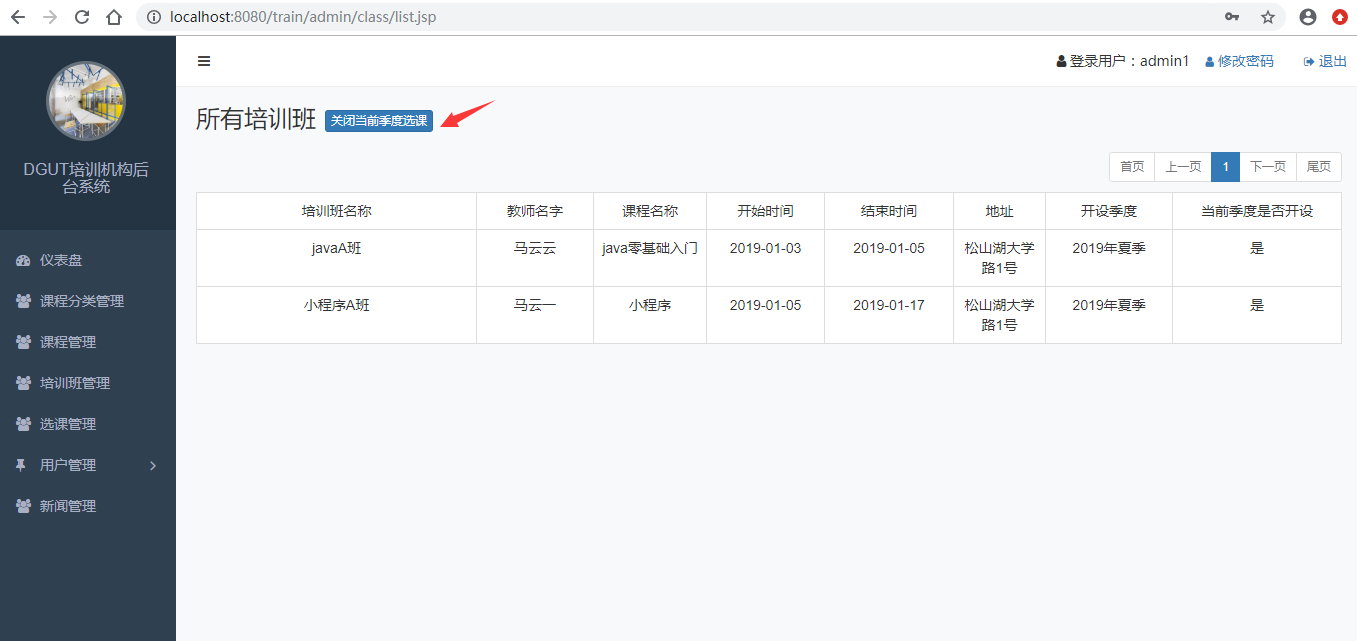 localhost:8080/train/admin/class/list.jsp
DGUT培训机构后
台系统
仪表盘
课程分类管理
课程管理
培训班管理
选课管理
用户管理
新闻管理
登录用户：admin1 修改密码 退出
所有培训班 关闭当前季度选课
首页 上一页 1 下一页 尾页
培训班名称 教师名字 课程名称 开始时间 结束时间 地址 开设季度 当前季度是否开设
javaA班 马云云 java零基础入门 2019-01-03 2019-01-05 松山湖大学 2019年夏季 是
路1号
小程序A班 马云一 小程序 2019-01-05 2019-01-17 松山湖大学 2019年夏季 是
路1号